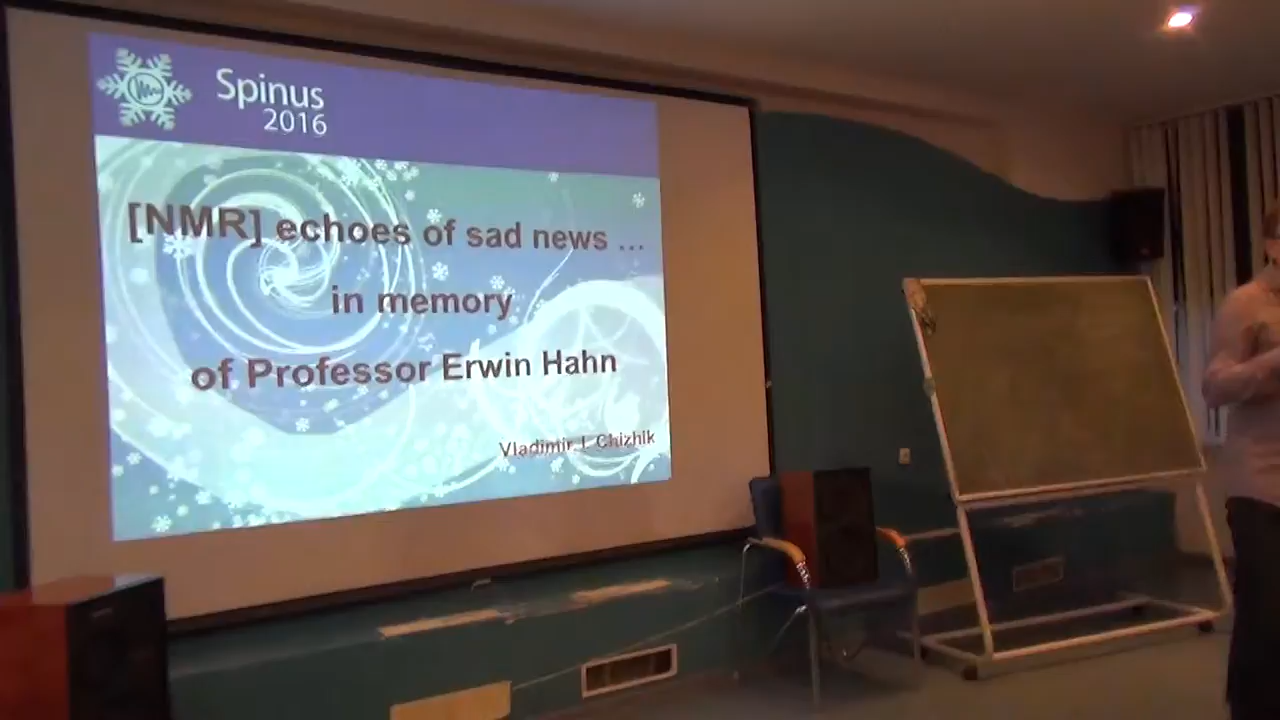 Spinus
2016
[NMR] echoes of sad news ...
in memory
of Professor Erwin Hahn
Vladimir I. Chizhik